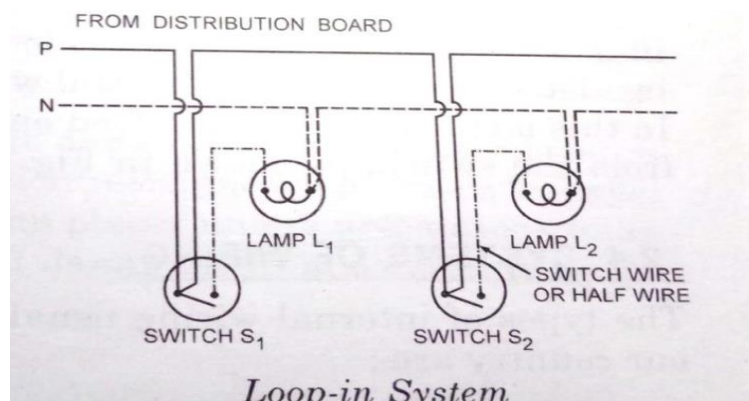 FROM DISTRIBUTION BOARD
P
N
LAMP L₁
LAMP L₂
SWITCH WIRE
OR HALF WIRE
SWITCH S₁
SWITCH S₂
Loop-in System